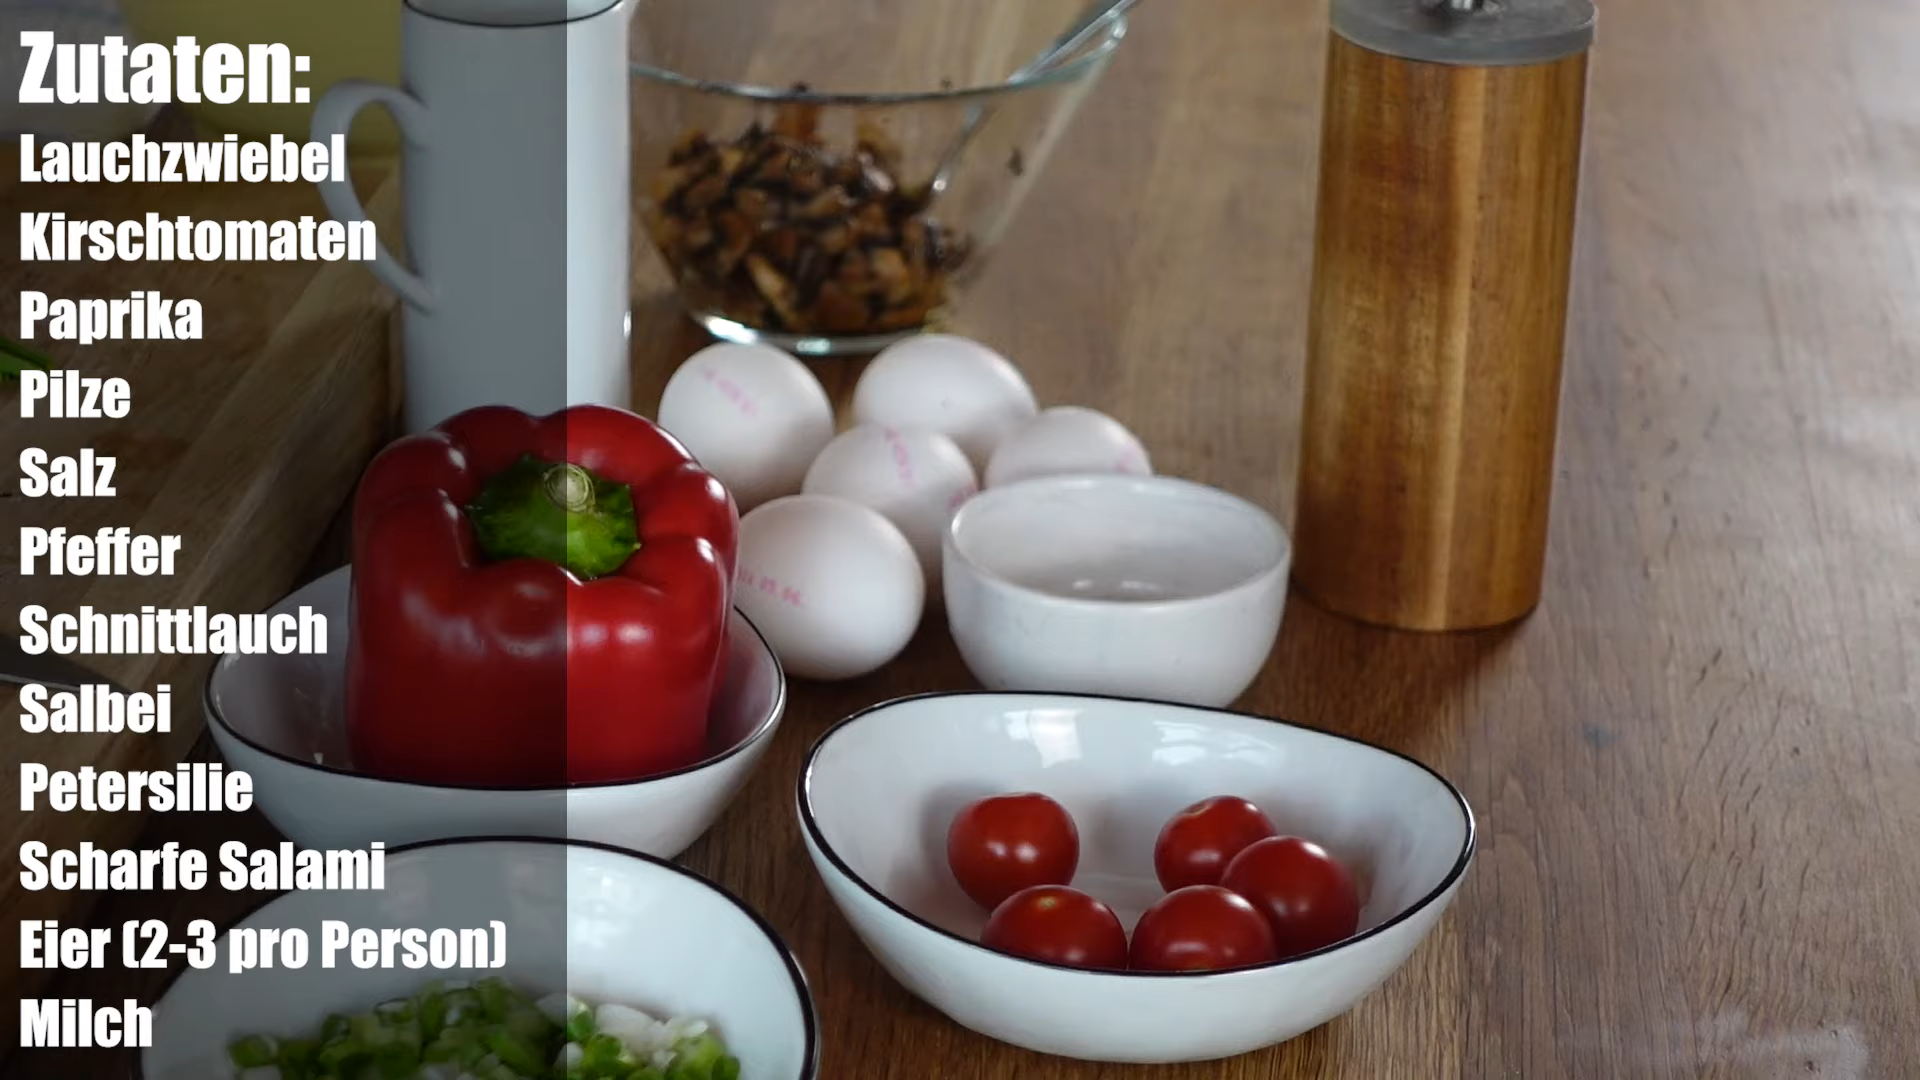 Zutaten:
Lauchzwiebel
Kirschtomaten
Paprika
Pilze
Salz
Pfeffer
Schnittlauch
Salbei
Petersilie
Scharfe Salami
Eier (2-3 pro Person)
Milch